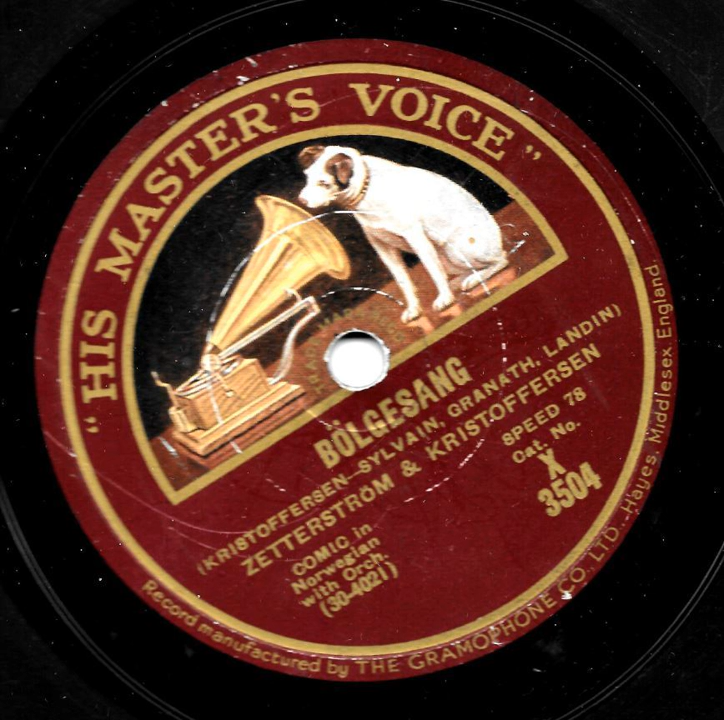 "HIS MASTER'S VOICE"
BÖLGESANG
(KRISTOFFERSEN—SYLVAIN, GRANATH, LANDIN)
ZETTERSTRÖM & KRISTOFFERSEN
SPEED 78
Cat. No.
X
3504
COMIC in
Norwegian
with Orch.
(30-4021)
Record manufactured by THE GRAMOPHONE CO. LTD., Hayes, Middlesex, England.